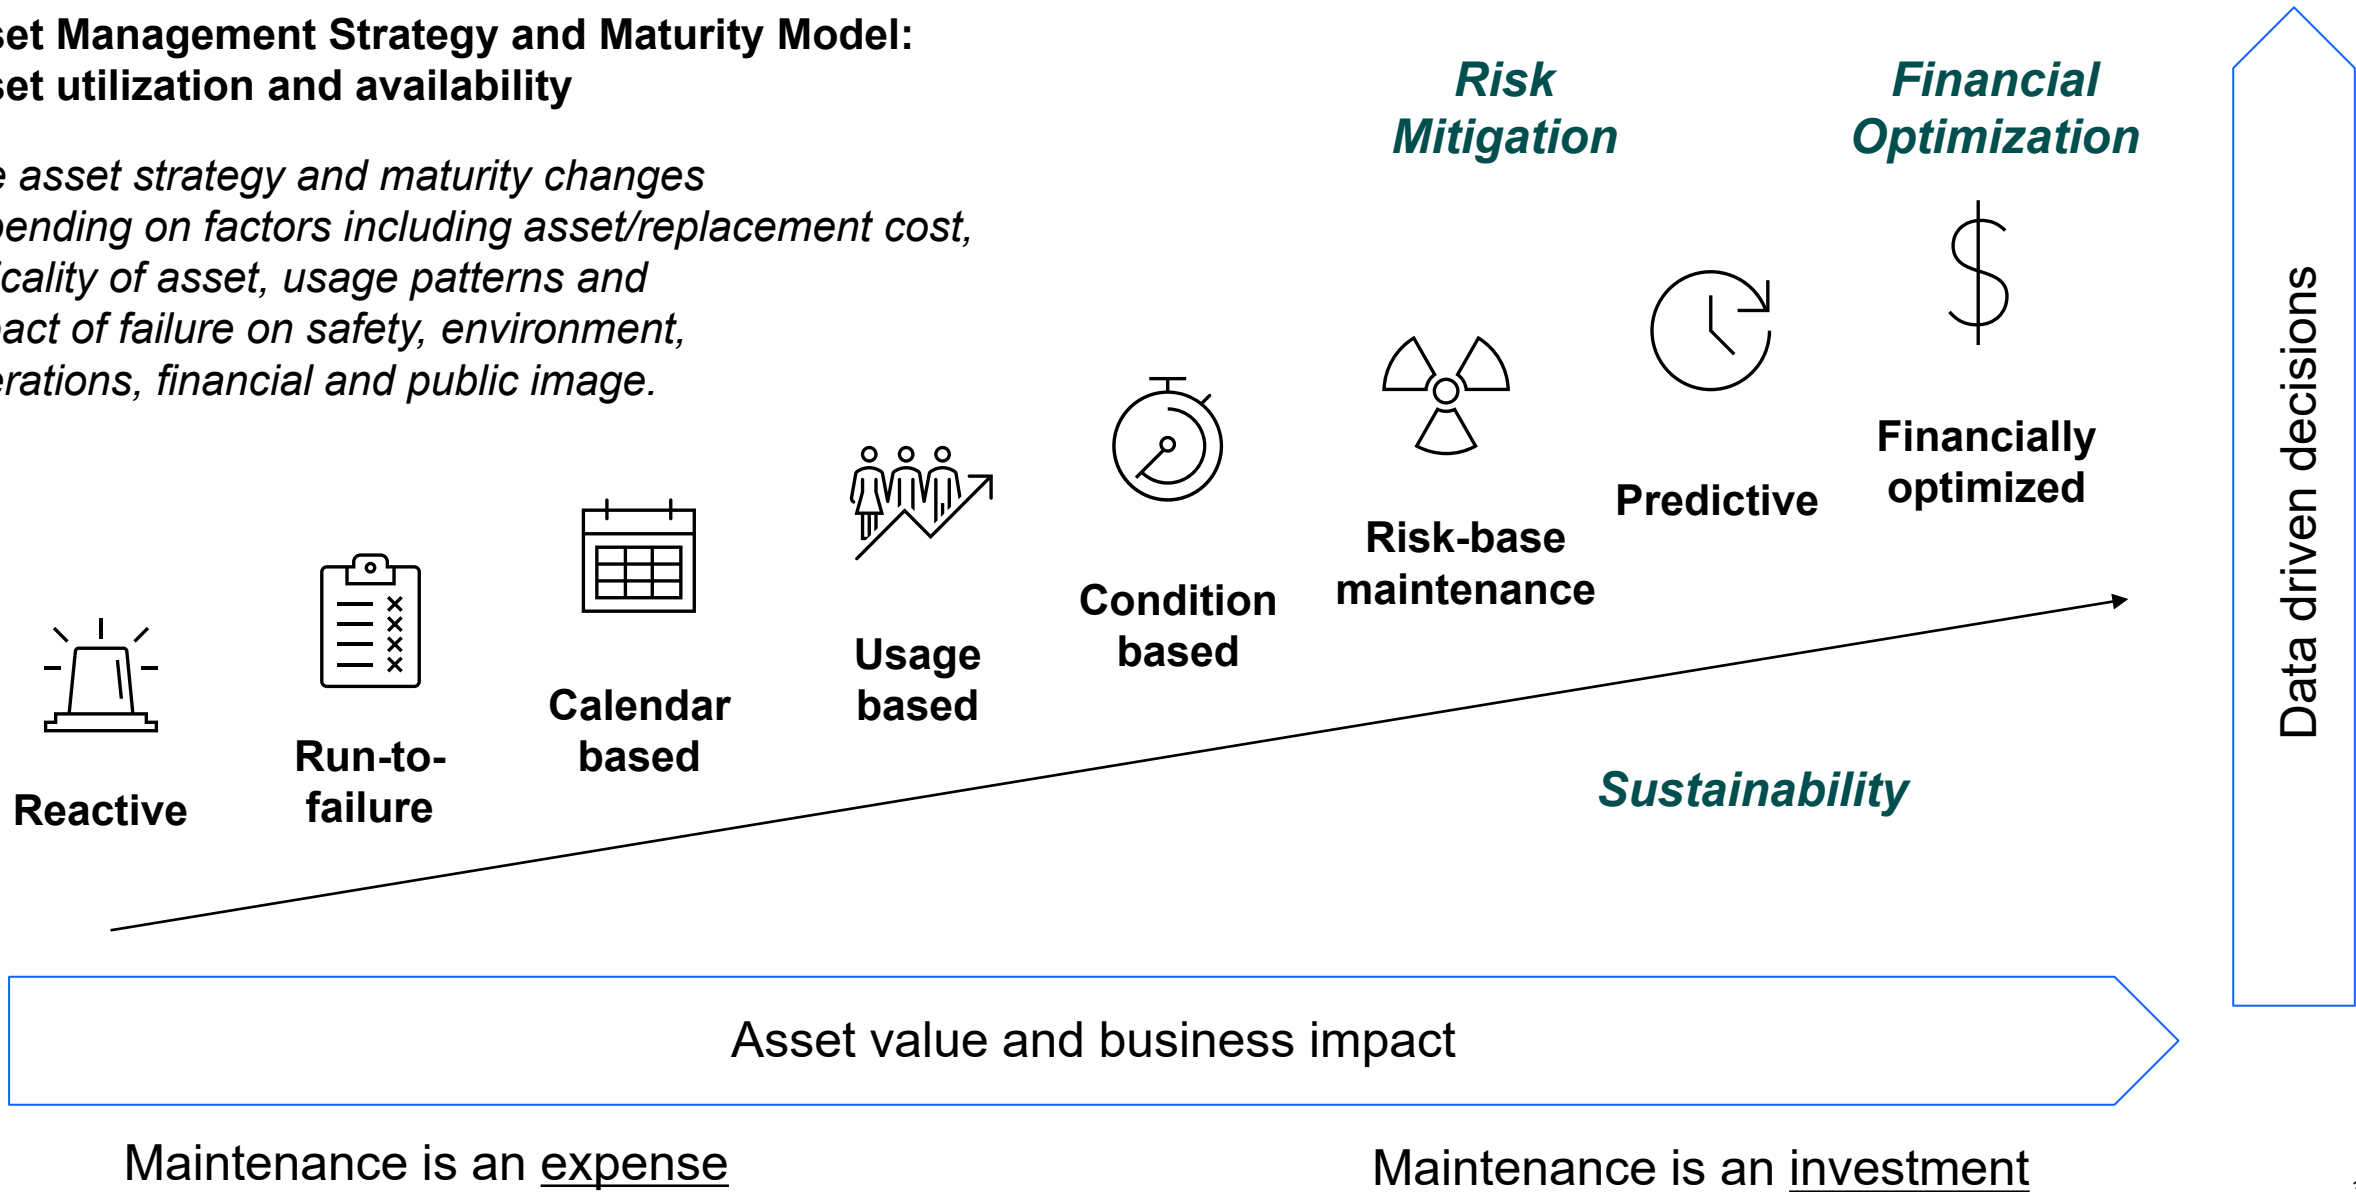 set Management Strategy and Maturity Model:
set utilization and availability
e asset strategy and maturity changes
pending on factors including asset/replacement cost,
icality of asset, usage patterns and
pact of failure on safety, environment,
erations, financial and public image.
Risk
Mitigation
Financial
Optimization
Reactive
Run-to-
failure
Calendar
based
Usage
based
Condition
based
Risk-base
maintenance
Predictive
Financially
optimized
Sustainability
Data driven decisions
Asset value and business impact
Maintenance is an expense
Maintenance is an investment